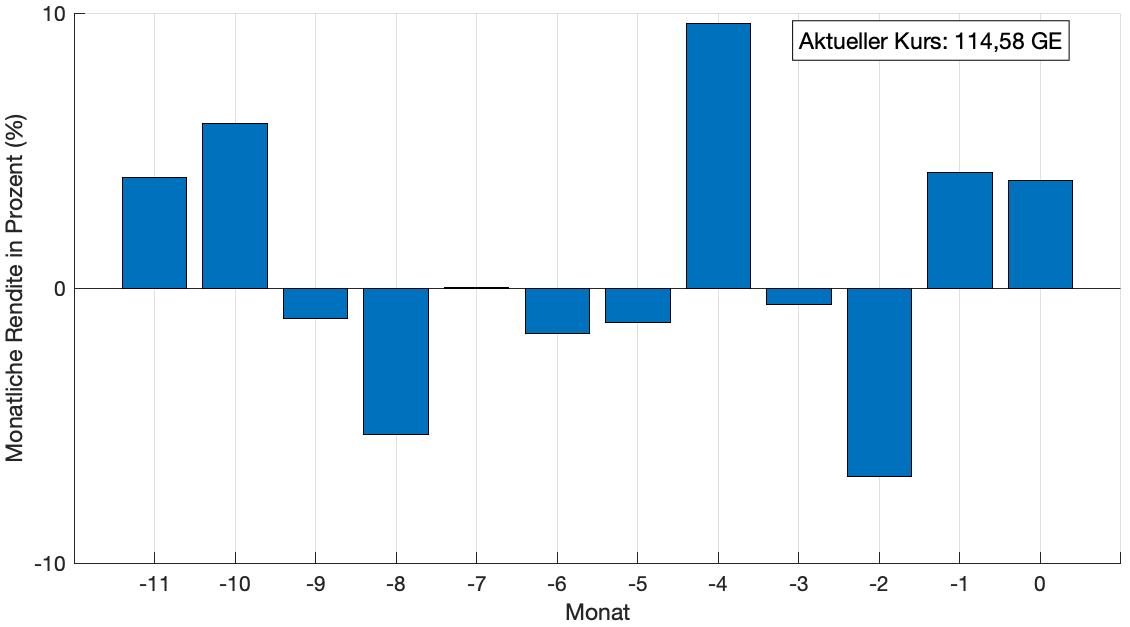 10
Aktueller Kurs: 114,58 GE
Monatliche Rendite in Prozent (%)
0
-10
-11 -10 -9 -8 -7 -6 -5 -4 -3 -2 -1 0
Monat